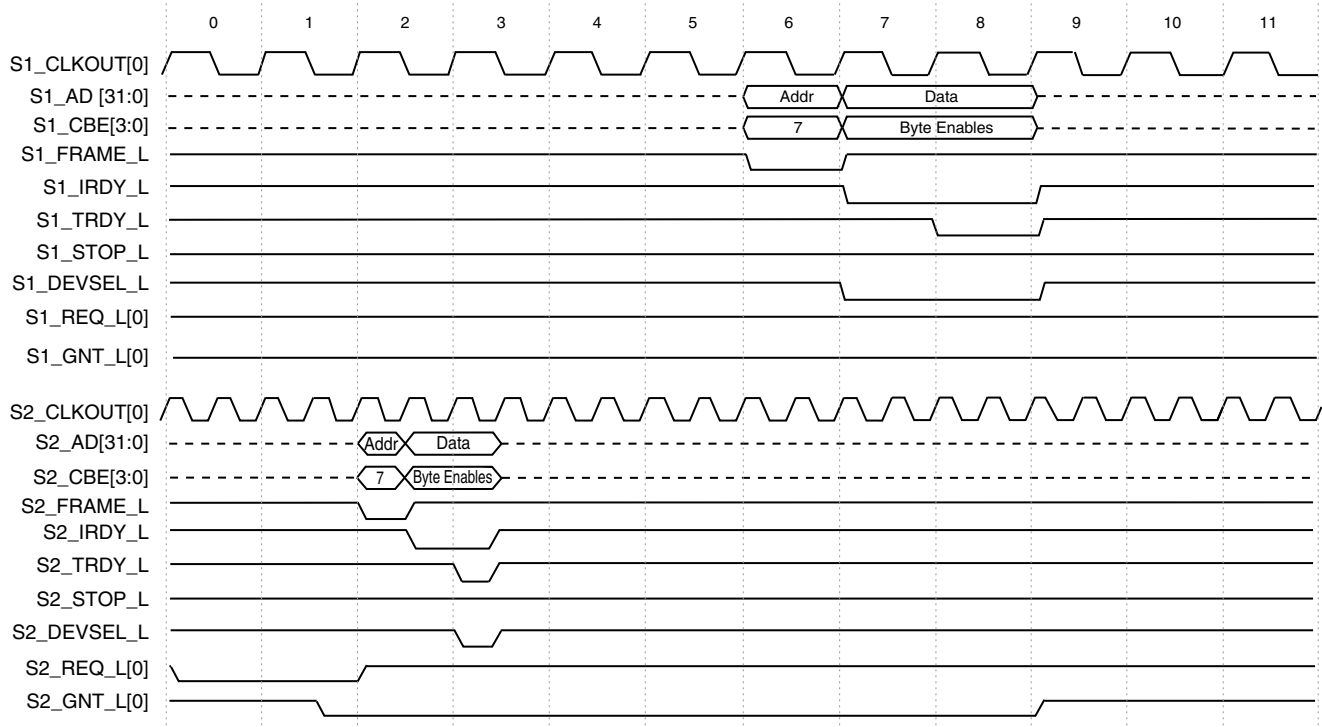 0 1 2 3 4 5 6 7 8 9 10 11
S1_CLKOUT[0]
S1_AD [31:0] Addr Data
S1_CBE[3:0] 7 Byte Enables
S1_FRAME_L
S1_IRDY_L
S1_TRDY_L
S1_STOP_L
S1_DEVSEL_L
S1_REQ_L[0]
S1_GNT_L[0]
S2_CLKOUT[0]
S2_AD[31:0] Addr Data
S2_CBE[3:0] 7 Byte Enables
S2_FRAME_L
S2_IRDY_L
S2_TRDY_L
S2_STOP_L
S2_DEVSEL_L
S2_REQ_L[0]
S2_GNT_L[0]